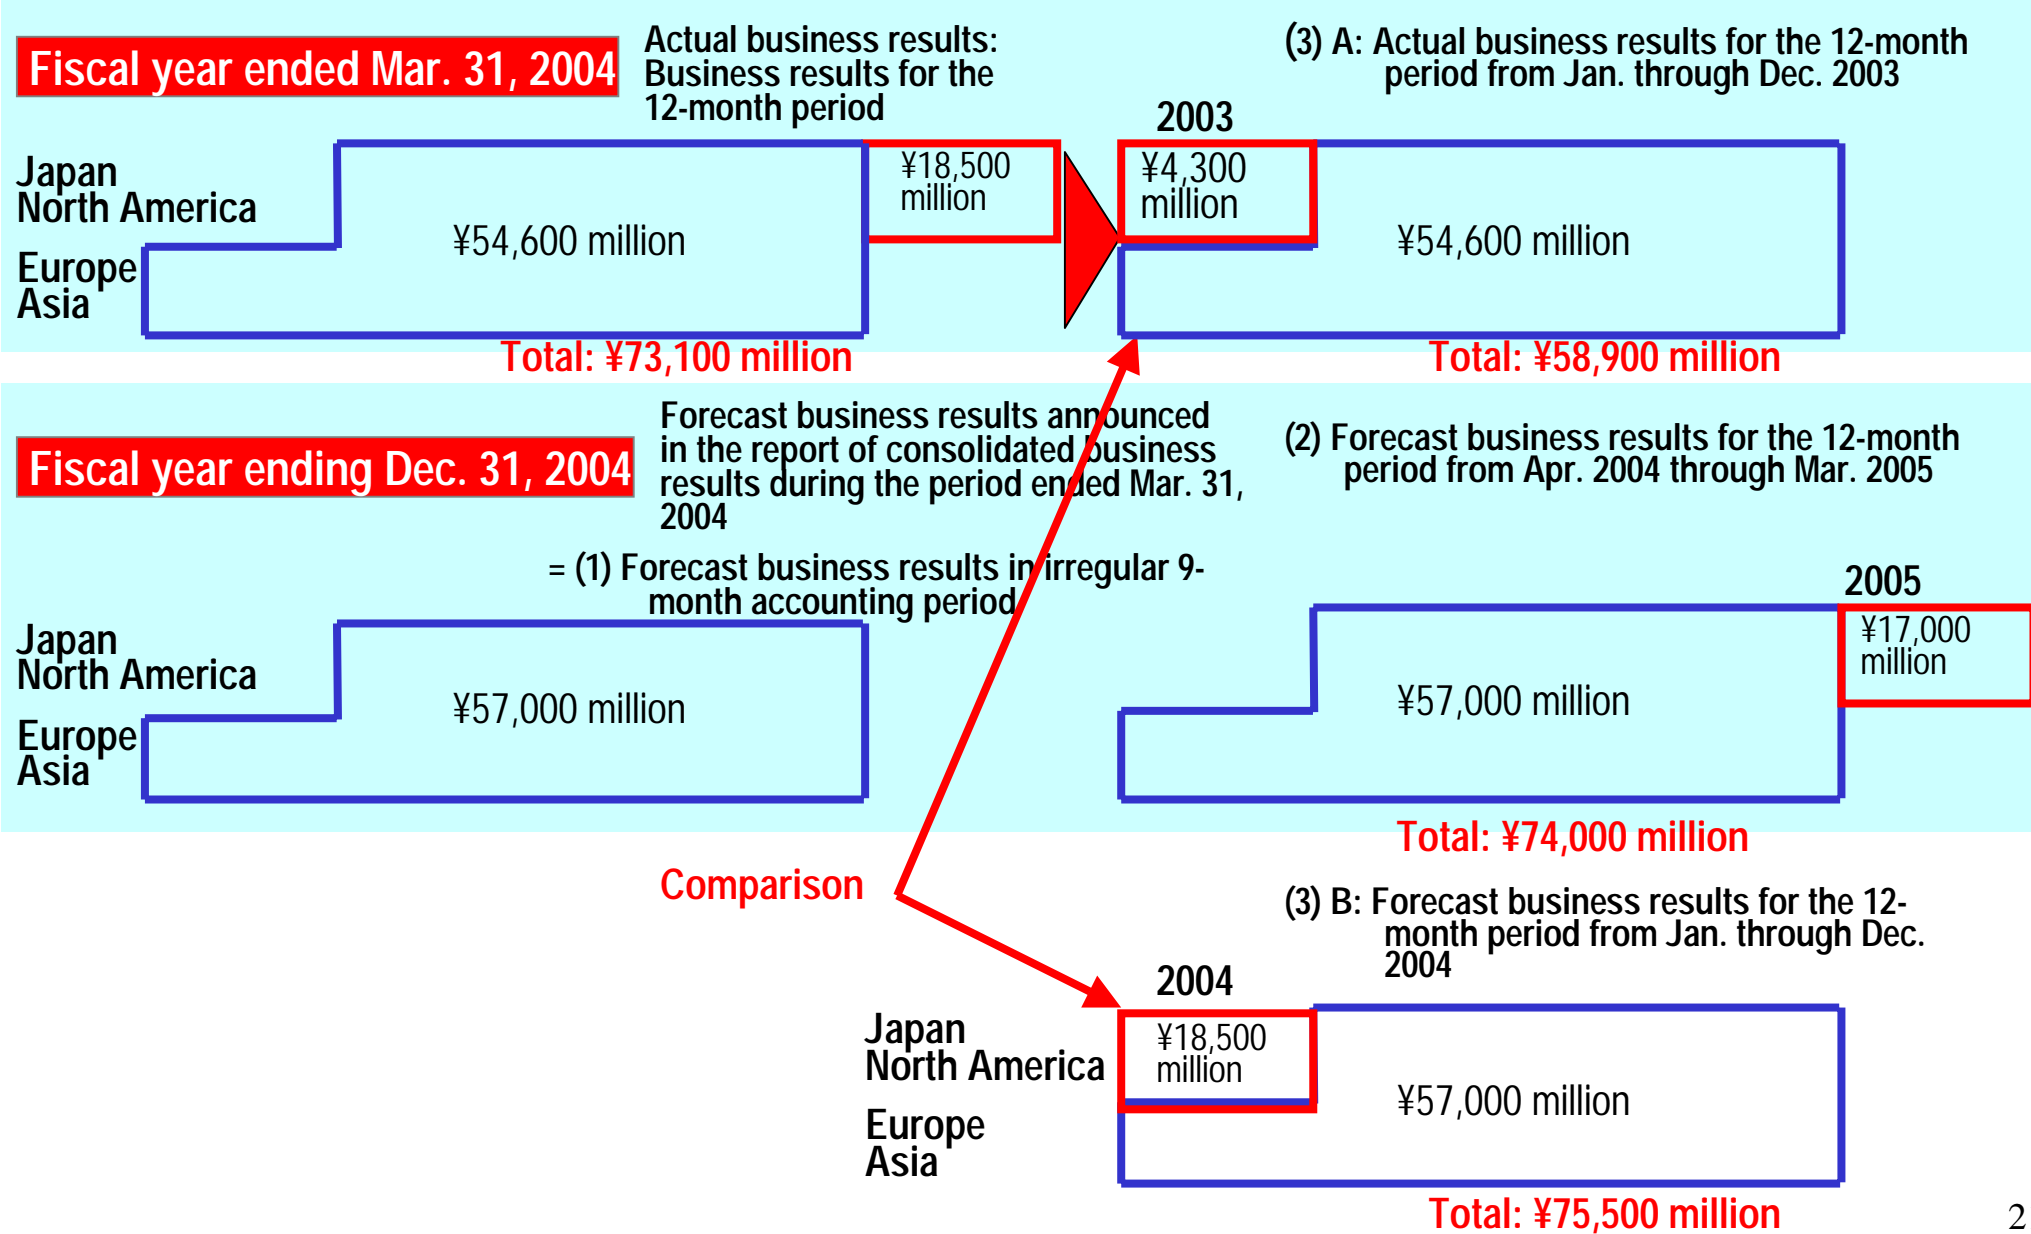 Fiscal year ended Mar. 31, 2004
Actual business results:
Business results for the
12-month period
(3) A: Actual business results for the 12-month
period from Jan. through Dec. 2003
2003
Japan
North America
Europe
Asia
¥54,600 million
¥18,500
million
¥4,300
million
¥54,600 million
Total: ¥73,100 million
Total: ¥58,900 million
Fiscal year ending Dec. 31, 2004
Forecast business results announced
in the report of consolidated business
results during the period ended Mar. 31,
2004
= (1) Forecast business results in irregular 9-
month accounting period
(2) Forecast business results for the 12-month
period from Apr. 2004 through Mar. 2005
2005
Japan
North America
Europe
Asia
¥57,000 million
¥57,000 million
¥17,000
million
Total: ¥74,000 million
Comparison
(3) B: Forecast business results for the 12-
month period from Jan. through Dec.
2004
2004
Japan
North America
Europe
Asia
¥18,500
million
¥57,000 million
Total: ¥75,500 million
2